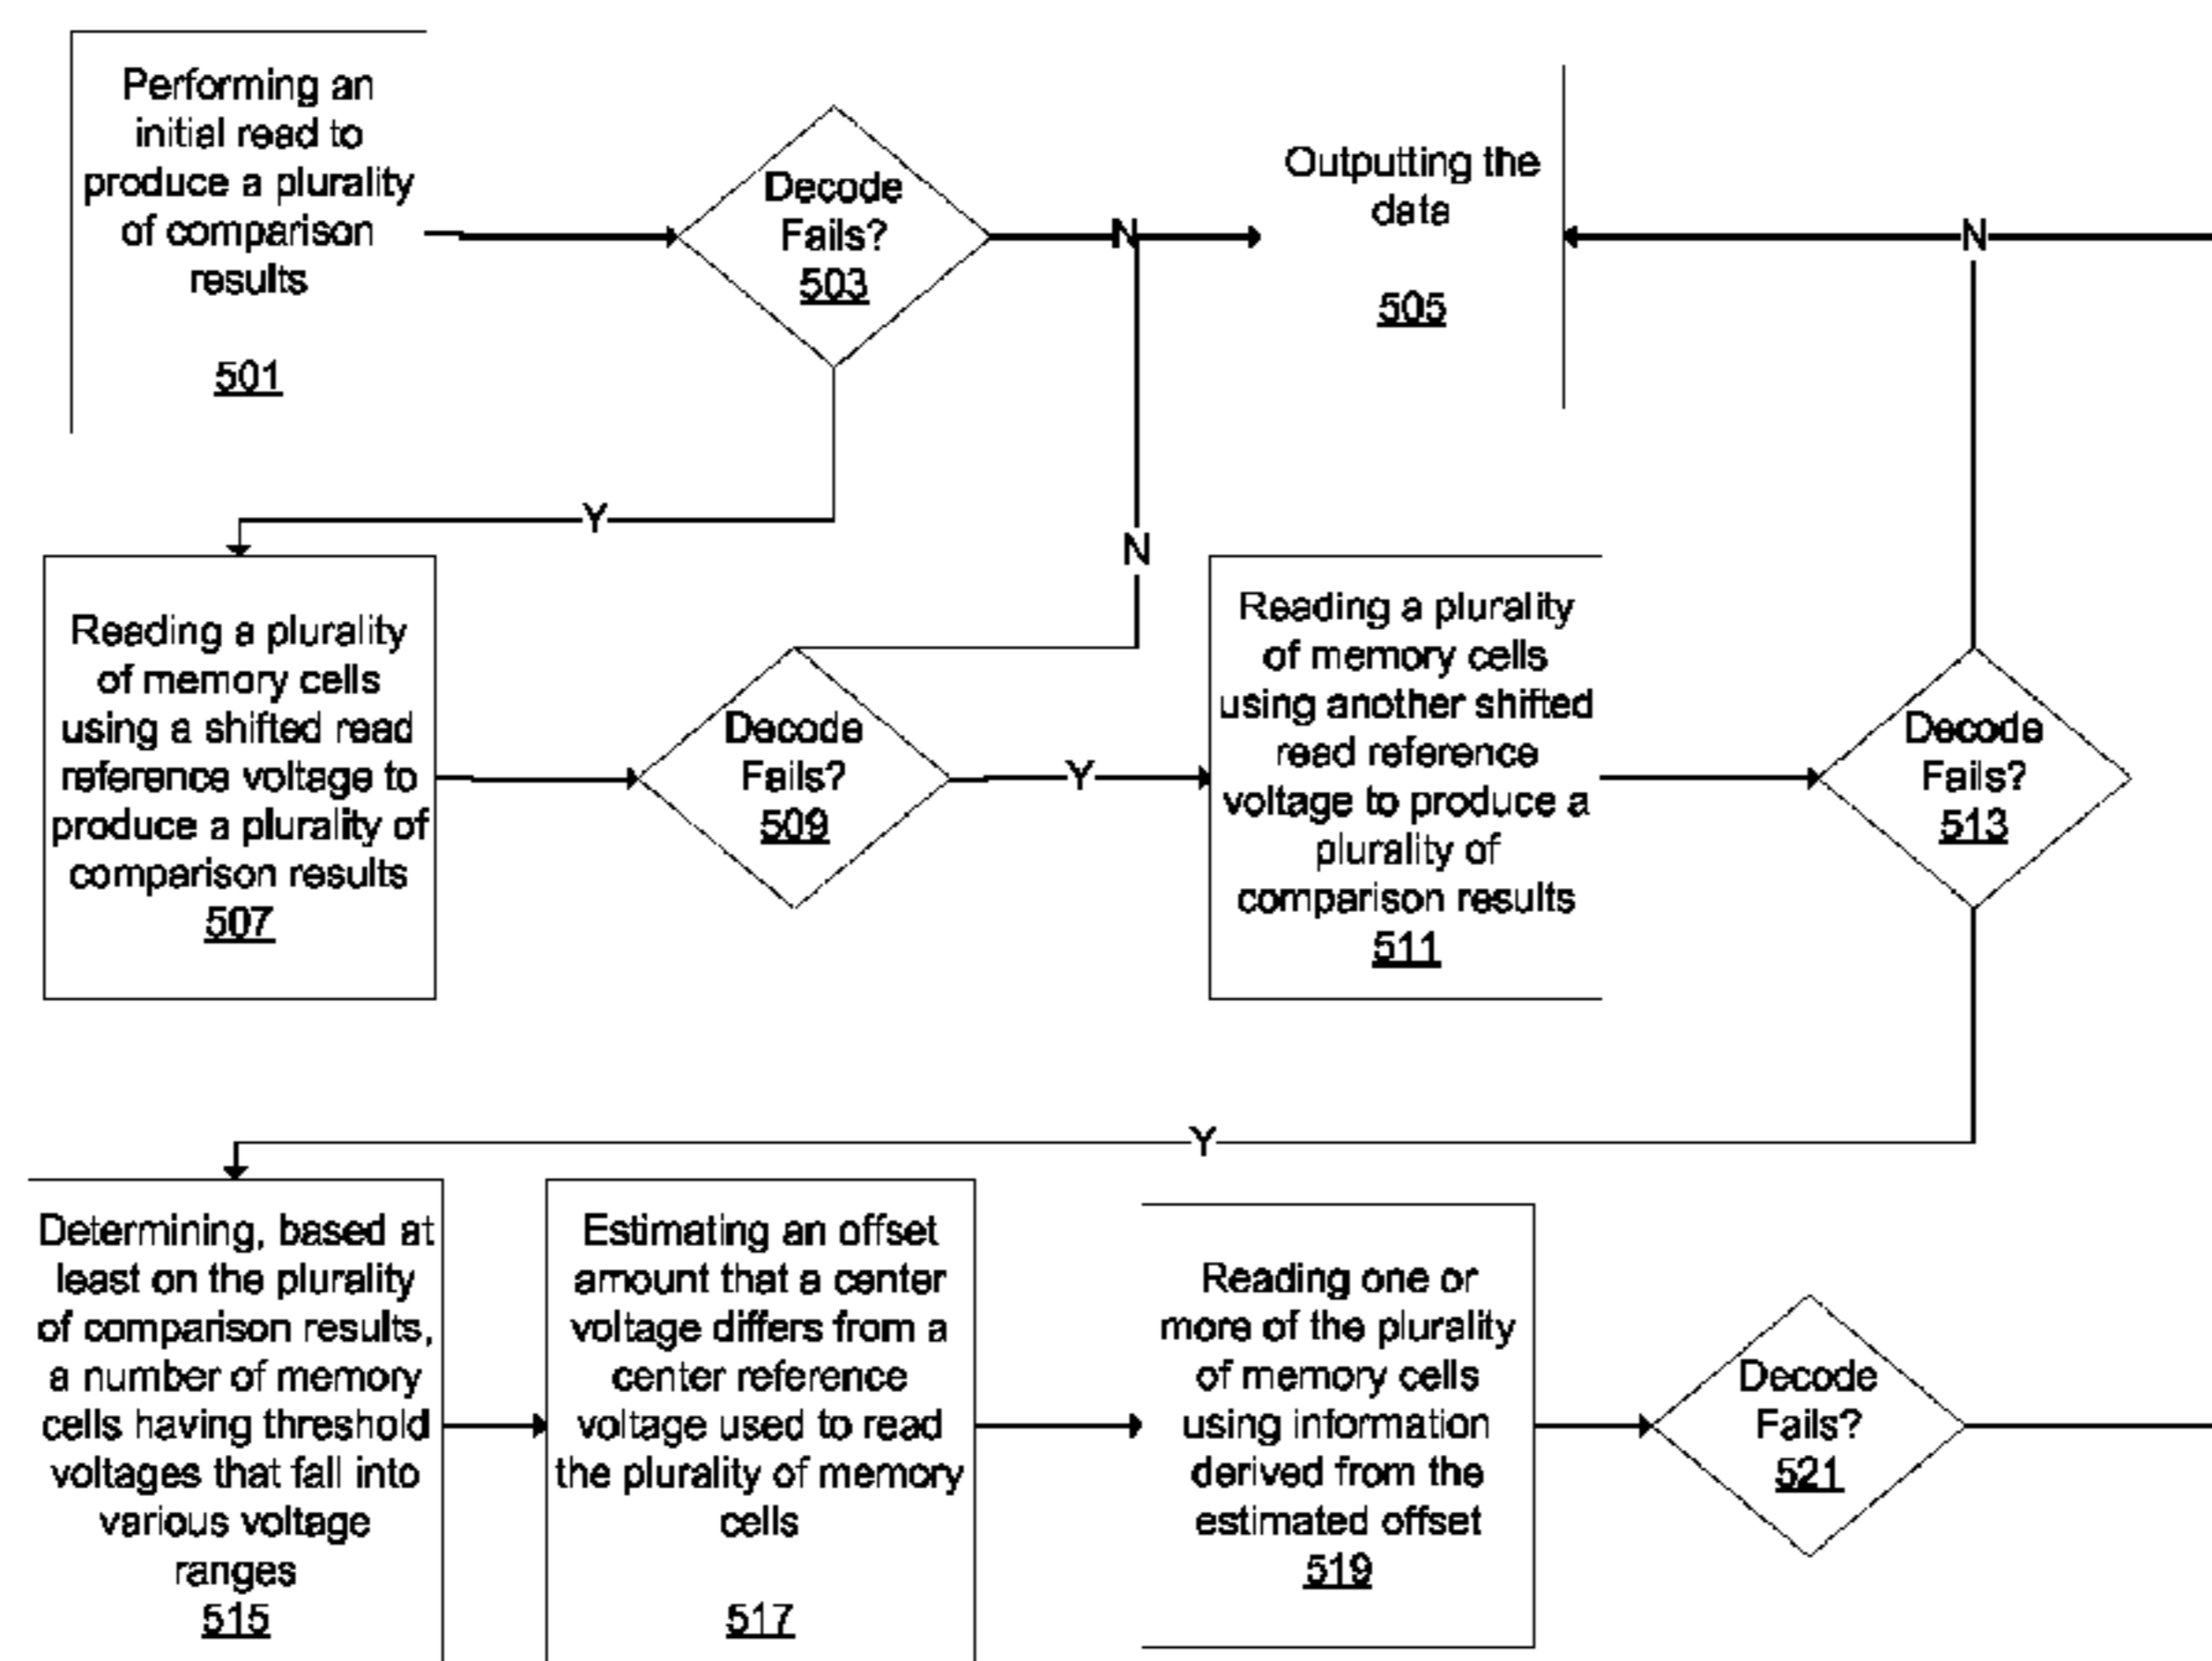 Performing an
initial read to
produce a plurality
of comparison
results
501
Decode
Fails?
503
N
Outputting the
data
505
N
Y
N
Reading a plurality
of memory cells
using a shifted read
reference voltage to
produce a plurality of
comparison results
507
Decode
Fails?
509
Y
Reading a plurality
of memory cells
using another shifted
read reference
voltage to produce a
plurality of
comparison results
511
Decode
Fails?
513
Y
Determining, based at
least on the plurality
of comparison results,
a number of memory
cells having threshold
voltages that fall into
various voltage
ranges
515
Estimating an offset
amount that a center
voltage differs from a
center reference
voltage used to read
the plurality of memory
cells
517
Reading one or
more of the plurality
of memory cells
using information
derived from the
estimated offset
519
Decode
Fails?
521